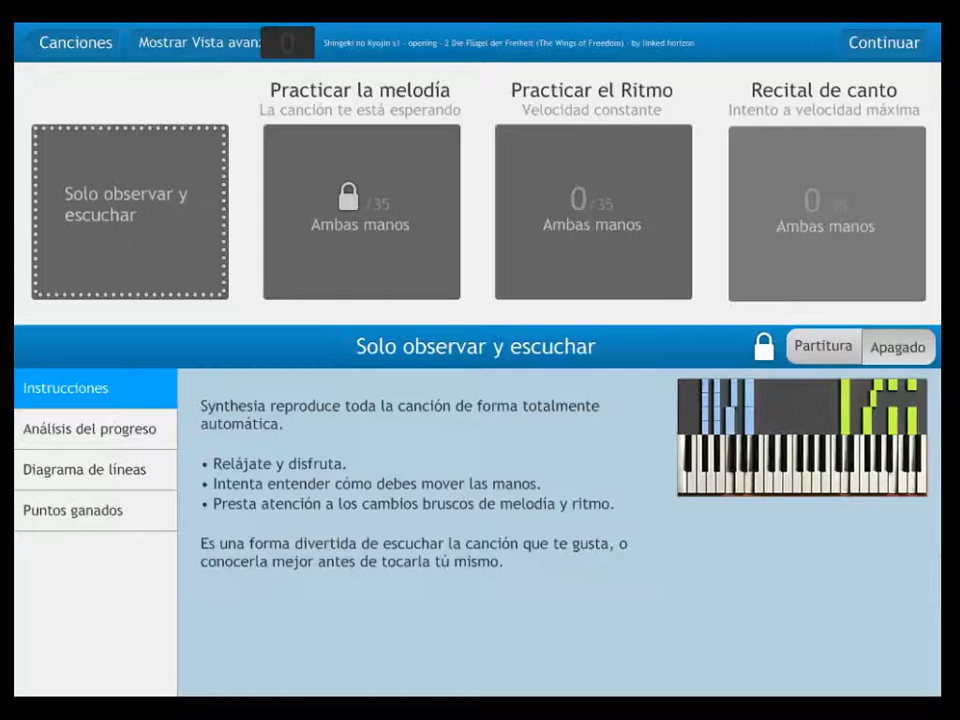 Canciones
Mostrar Vista avan:
0
Shingeki no Kyojin s1 - opening - 2 Die Flügel der Freiheit (The Wings of Freedom) - by linked horizon
Continuar
Practicar la melodía
La canción te está esperando
Practicar el Ritmo
Velocidad constante
Recital de canto
Intento a velocidad máxima
Solo observar y
escuchar
/35
Ambas manos
0/35
Ambas manos
0
Ambas manos
Solo observar y escuchar
Partitura
Apagado
Instrucciones
Análisis del progreso
Diagrama de líneas
Puntos ganados
Synthesia reproduce toda la canción de forma totalmente
automática.
• Relájate y disfruta.
• Intenta entender cómo debes mover las manos.
• Presta atención a los cambios bruscos de melodía y ritmo.
Es una forma divertida de escuchar la canción que te gusta, o
conocerla mejor antes de tocarla tú mismo.